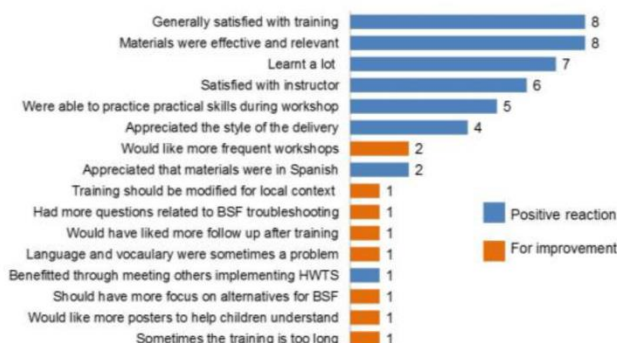 Generally satisfied with training 8
Materials were effective and relevant 8
Learnt a lot 7
Satisfied with instructor 6
Were able to practice practical skills during workshop 5
Appreciated the style of the delivery 4
Would like more frequent workshops 2
Appreciated that materials were in Spanish 2
Training should be modified for local context 1
Had more questions related to BSF troubleshooting 1
Would have liked more follow up after training 1
Language and vocaulary were sometimes a problem 1
Benefitted through meeting others implementing HWTS 1
Should have more focus on alternatives for BSF 1
Would like more posters to help children understand 1
Sometimes the training is too long 1
Positive reaction
For improvement